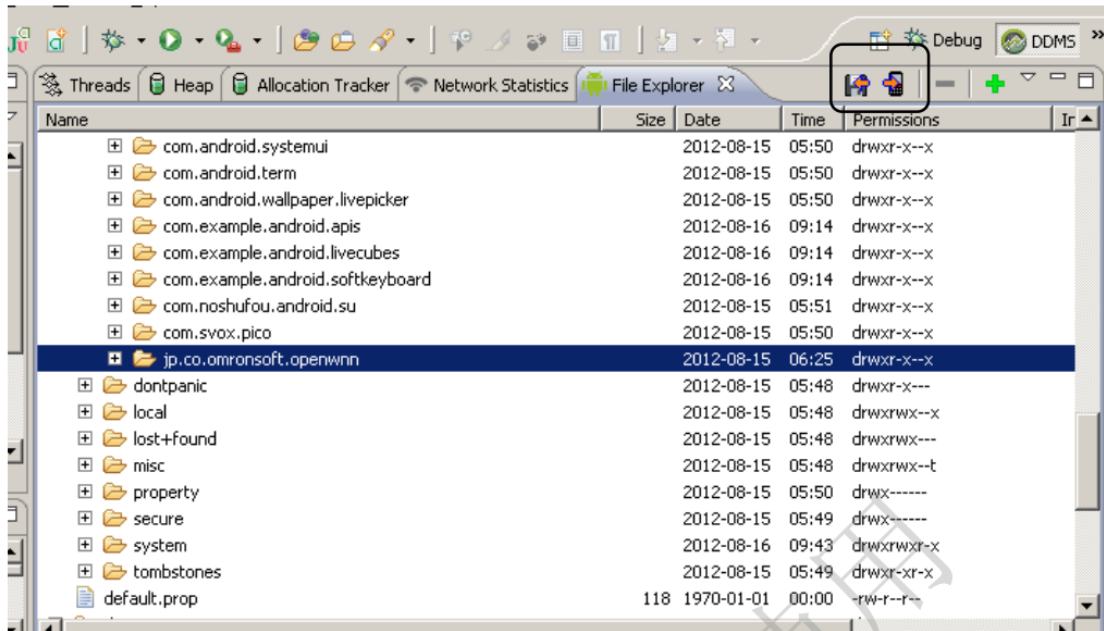 Debug DDMS »
Threads Heap Allocation Tracker Network Statistics File Explorer
Name Size Date Time Permissions Ir
com.android.systemui 2012-08-15 05:50 drwxr-x--x
com.android.term 2012-08-15 05:50 drwxr-x--x
com.android.wallpaper.livepicker 2012-08-15 05:50 drwxr-x--x
com.example.android.apis 2012-08-16 09:14 drwxr-x--x
com.example.android.livecubes 2012-08-16 09:14 drwxr-x--x
com.example.android.softkeyboard 2012-08-16 09:14 drwxr-x--x
com.noshufou.android.su 2012-08-15 05:51 drwxr-x--x
com.svox.pico 2012-08-15 05:50 drwxr-x--x
jp.co.omronsoft.openwnn 2012-08-15 06:25 drwxr-x--x
dontpanic 2012-08-15 05:48 drwxr-x---
local 2012-08-15 05:48 drwxrwx--x
lost+found 2012-08-15 05:48 drwxrwx---
misc 2012-08-15 05:48 drwxrwx--t
property 2012-08-15 05:50 drwx------
secure 2012-08-15 05:49 drwx------
system 2012-08-16 09:43 drwxrwxr-x
tombstones 2012-08-15 05:49 drwxr-xr-x
default.prop 118 1970-01-01 00:00 -rw-r--r--
用